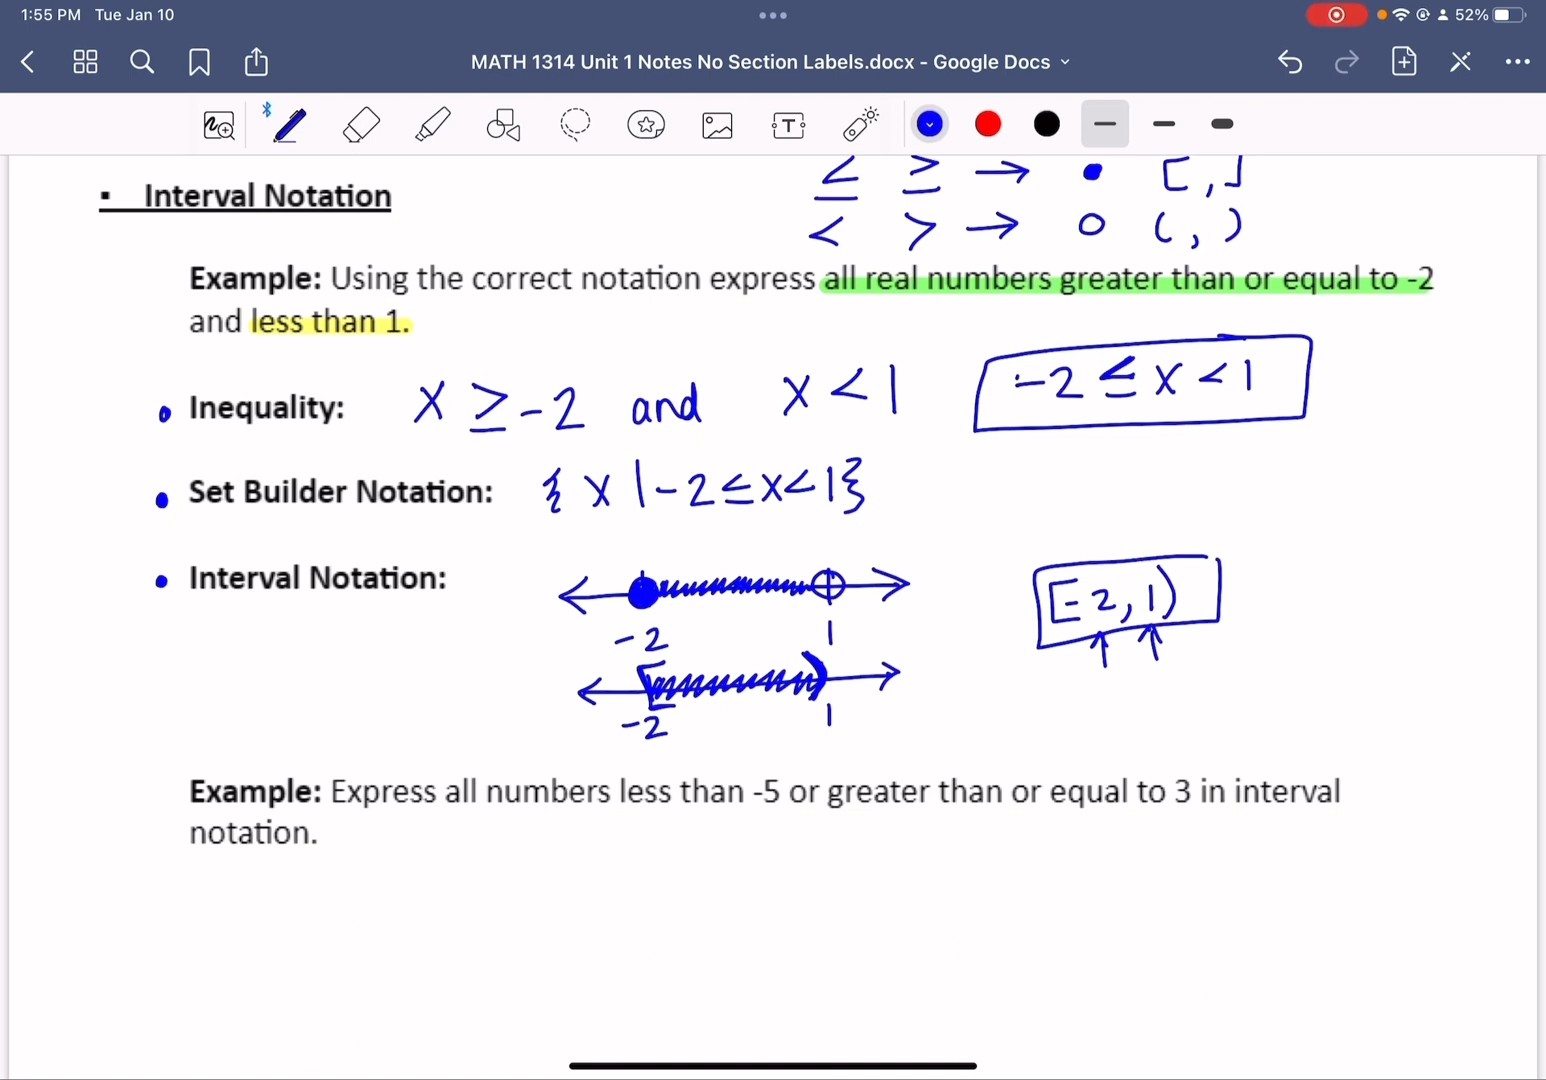 1:55 PM Tue Jan 10
52%
MATH 1314 Unit 1 Notes No Section Labels.docx - Google Docs
T
≤ ≥ → • [ , ]
< > → o ( , )
▪ Interval Notation
Example: Using the correct notation express all real numbers greater than or equal to -2
and less than 1.
• Inequality: x ≥ -2 and x < 1 -2 ≤ x < 1
• Set Builder Notation: { x | -2 ≤ x < 1 }
• Interval Notation: [-2, 1)
-2 1
-2 1
Example: Express all numbers less than -5 or greater than or equal to 3 in interval
notation.